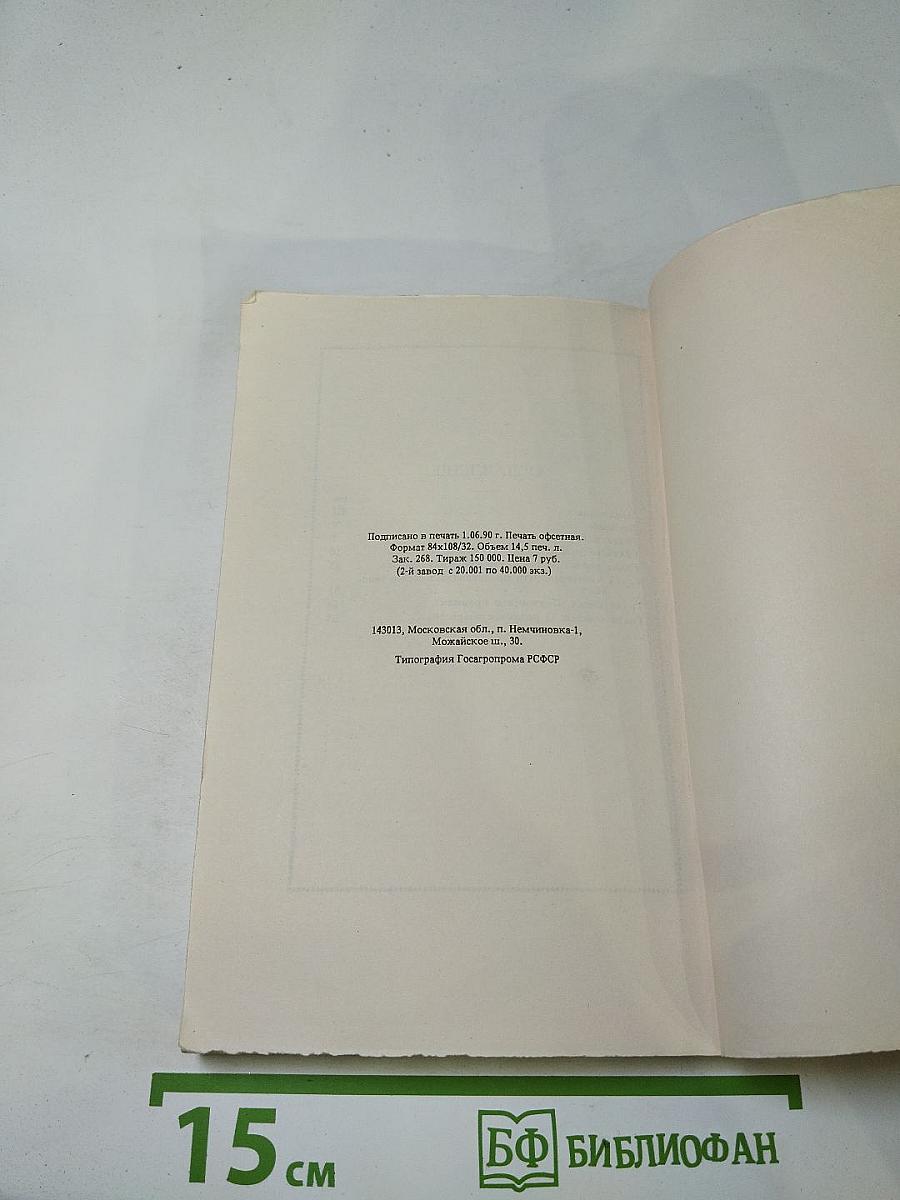 Подписано в печать 1.06.90 г. Печать офсетная.
Формат 84х108/32. Объем 14,5 печ. л.
Зак. 268. Тираж 150 000. Цена 7 руб.
(2-й завод с 20.001 по 40.000 экз.)
143013, Московская обл., п. Немчиновка-1,
Можайское ш., 30.
Типография Госагропрома РСФСР
15 см
БФ БИБЛИОФАН